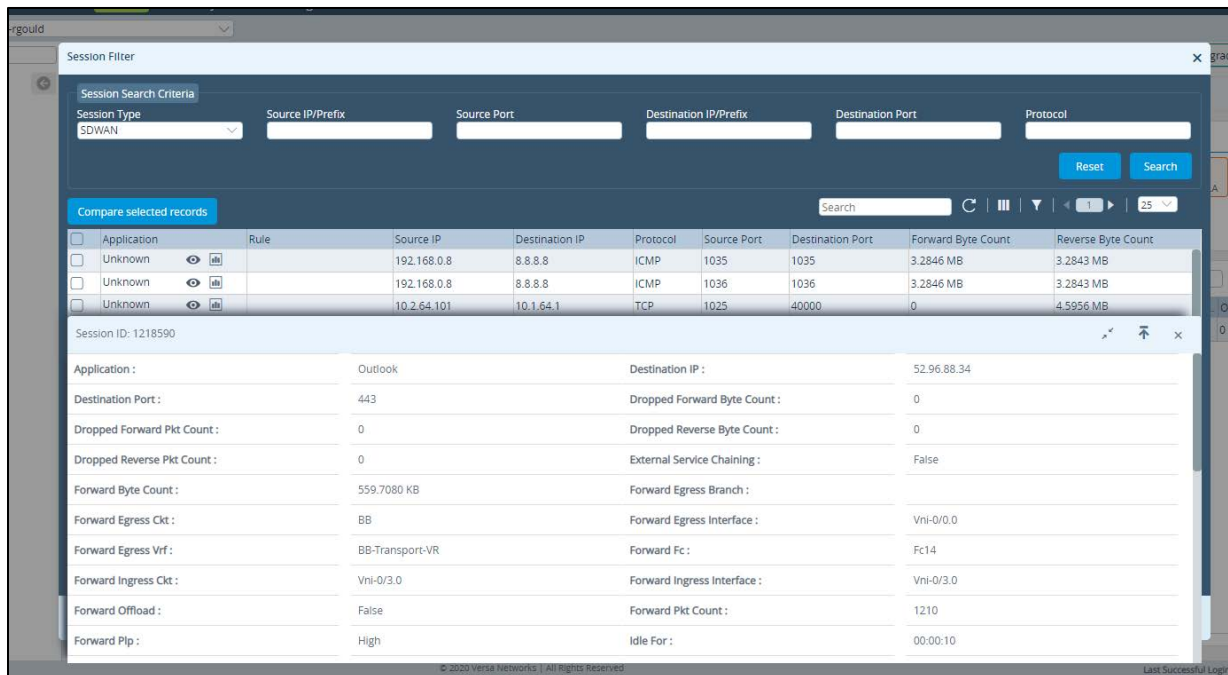 -rgould
Session Filter
Session Search Criteria
Session Type Source IP/Prefix Source Port Destination IP/Prefix Destination Port Protocol
SDWAN
Reset Search
Compare selected records Search 1 25
Application Rule Source IP Destination IP Protocol Source Port Destination Port Forward Byte Count Reverse Byte Count
Unknown 192.168.0.8 8.8.8.8 ICMP 1035 1035 3.2846 MB 3.2843 MB
Unknown 192.168.0.8 8.8.8.8 ICMP 1036 1036 3.2846 MB 3.2843 MB
Unknown 10.2.64.101 10.1.64.1 TCP 1025 40000 0 4.5956 MB
Session ID: 1218590
Application : Outlook Destination IP : 52.96.88.34
Destination Port : 443 Dropped Forward Byte Count : 0
Dropped Forward Pkt Count : 0 Dropped Reverse Byte Count : 0
Dropped Reverse Pkt Count : 0 External Service Chaining : False
Forward Byte Count : 559.7080 KB Forward Egress Branch :
Forward Egress Ckt : BB Forward Egress Interface : Vni-0/0.0
Forward Egress Vrf : BB-Transport-VR Forward Fc : Fc14
Forward Ingress Ckt : Vni-0/3.0 Forward Ingress Interface : Vni-0/3.0
Forward Offload : False Forward Pkt Count : 1210
Forward Plp : High Idle For : 00:00:10
© 2020 Versa Networks | All Rights Reserved Last Successful Login